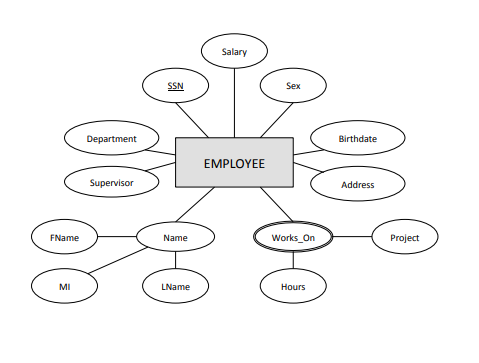 Salary
SSN
Sex
Department
Birthdate
EMPLOYEE
Supervisor
Address
FName
Name
Works_On
Project
MI
LName
Hours